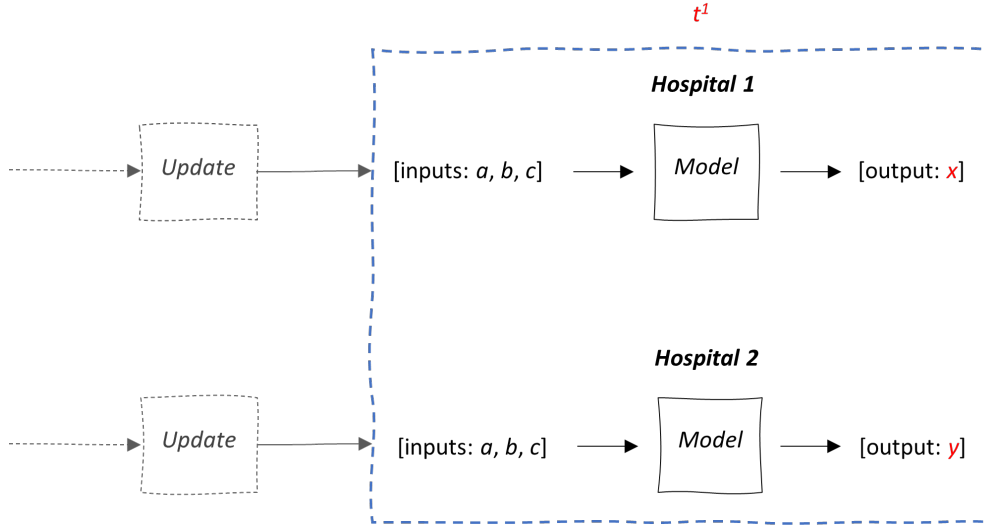 t¹
Hospital 1
Update
[inputs: a, b, c]
Model
[output: x]
Hospital 2
Update
[inputs: a, b, c]
Model
[output: y]